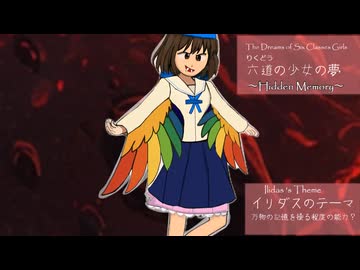 The Dreams of Six Classes Girls
りくどう
六道の少女の夢
～Hidden Memory～
Ilidas 's Theme
イリダスのテーマ
万物の記憶を操る程度の能力？